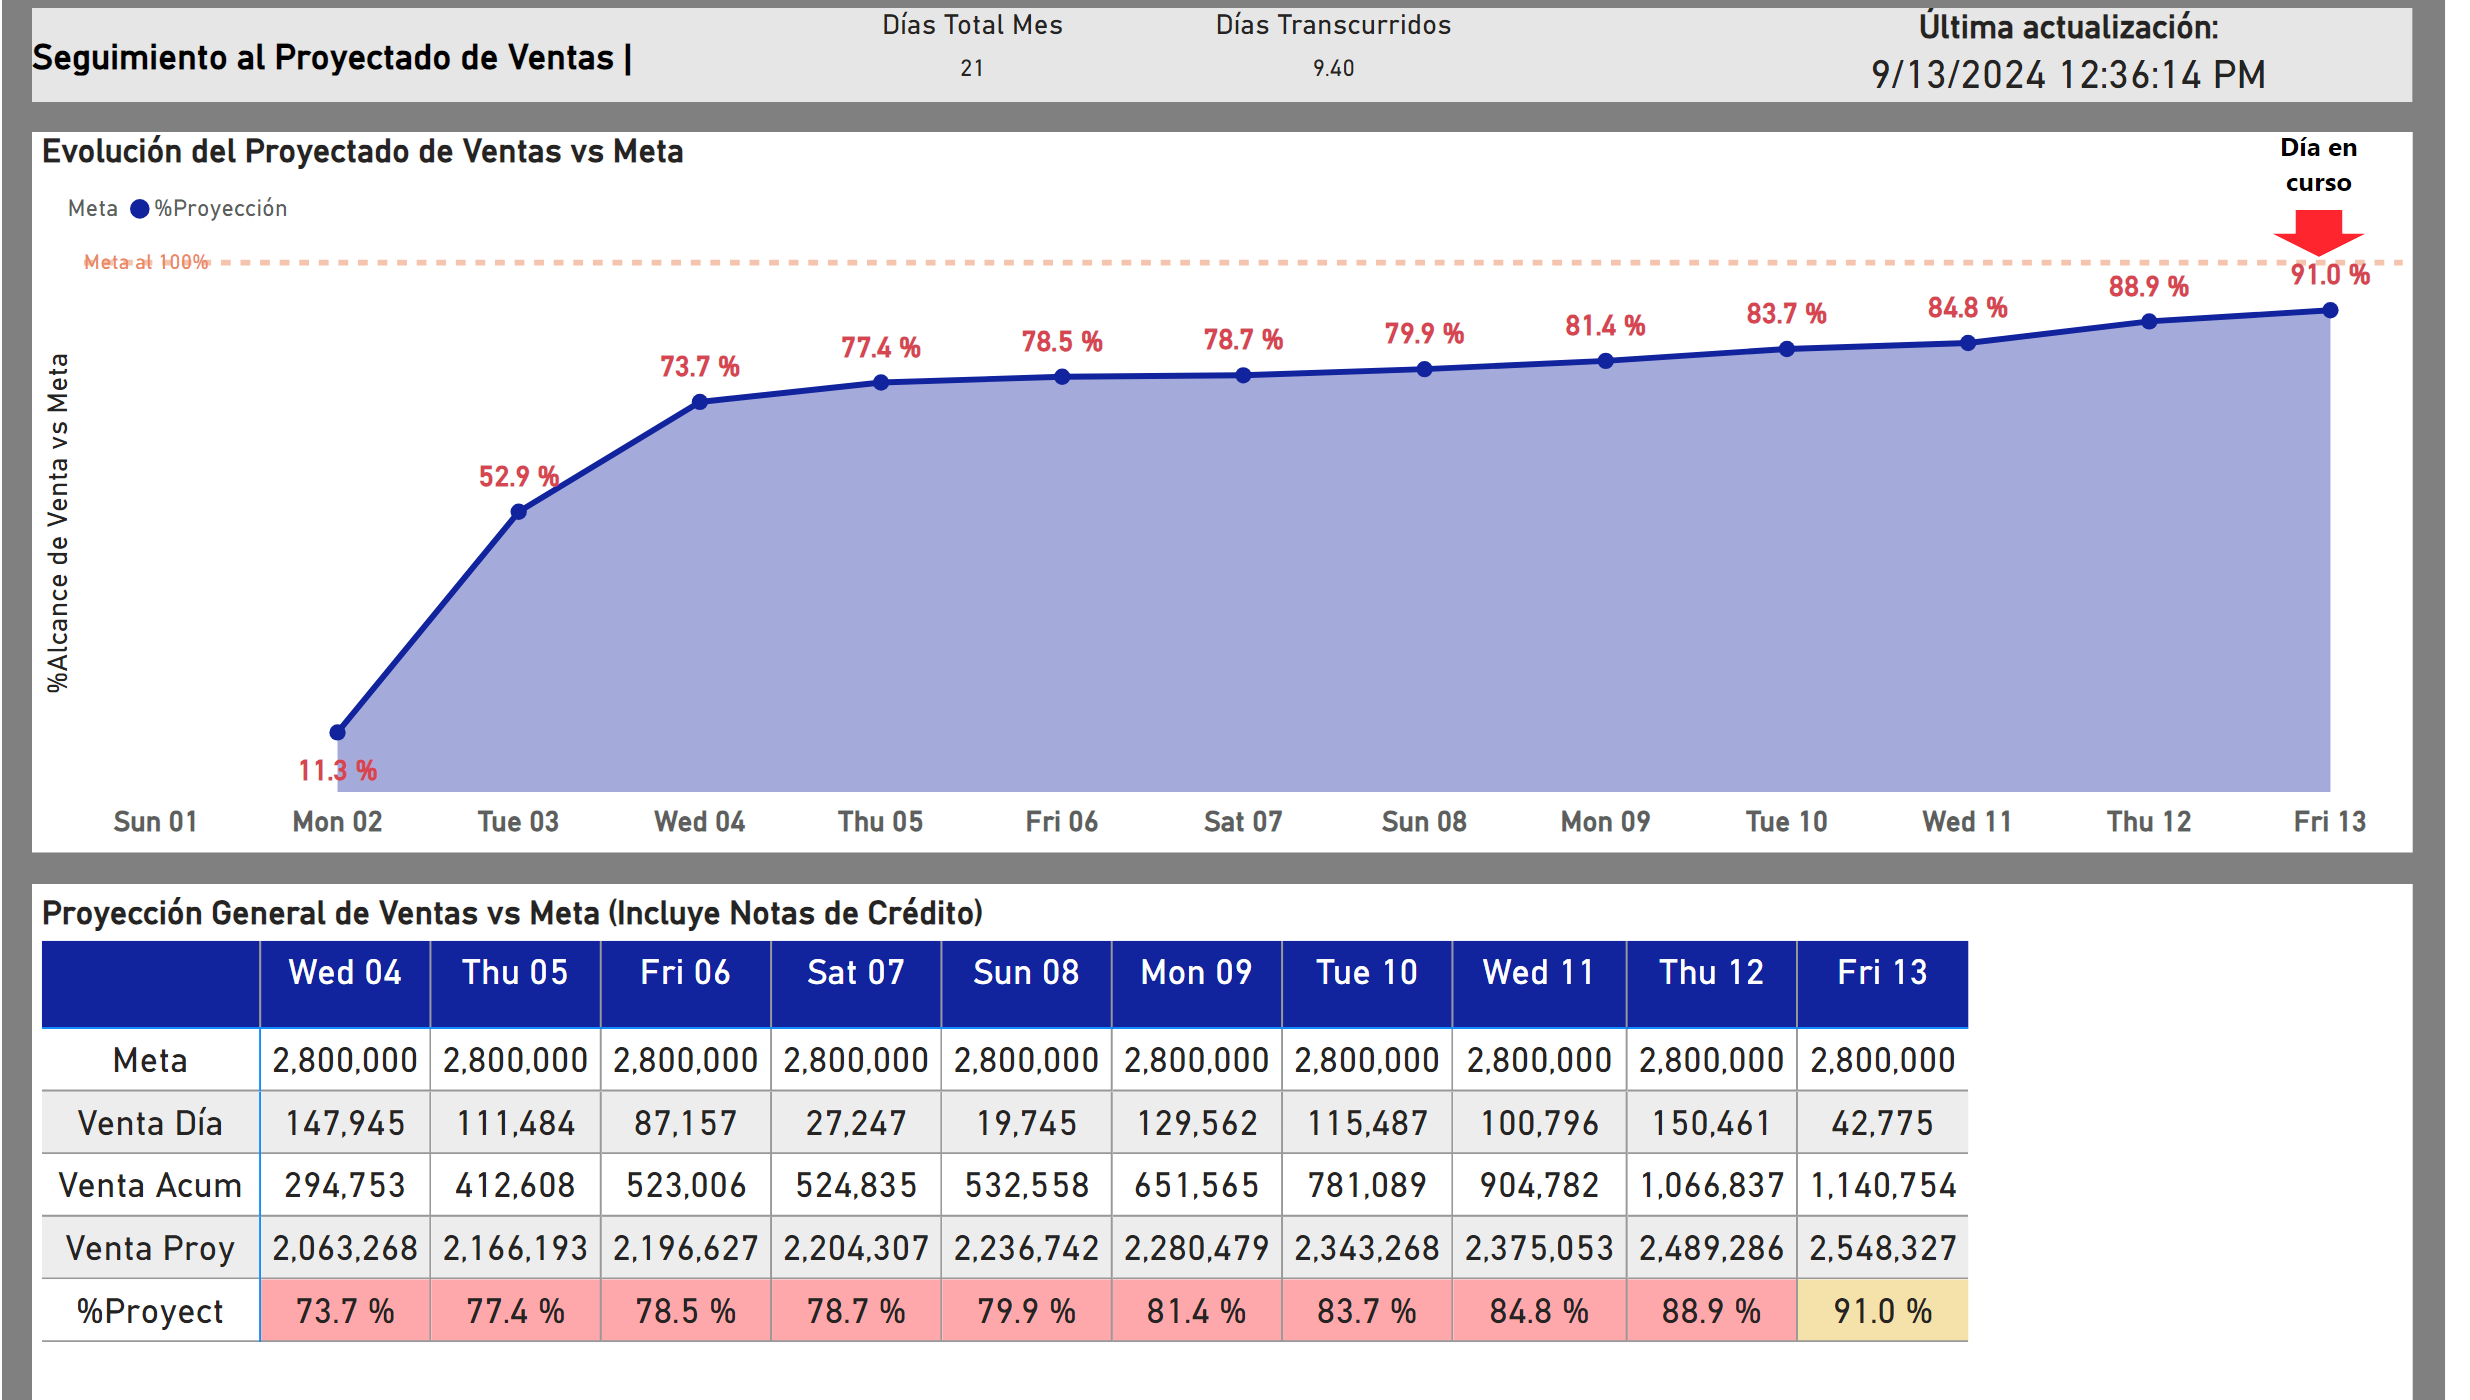 Seguimiento al Proyectado de Ventas |
Días Total Mes
21
Días Transcurridos
9.40
Última actualización:
9/13/2024 12:36:14 PM
Evolución del Proyectado de Ventas vs Meta
Día en
curso
Meta %Proyección
Meta al 100%
%Alcance de Venta vs Meta
11.3 %
52.9 %
73.7 %
77.4 %
78.5 %
78.7 %
79.9 %
81.4 %
83.7 %
84.8 %
88.9 %
91.0 %
Sun 01 Mon 02 Tue 03 Wed 04 Thu 05 Fri 06 Sat 07 Sun 08 Mon 09 Tue 10 Wed 11 Thu 12 Fri 13
Proyección General de Ventas vs Meta (Incluye Notas de Crédito)
Wed 04 Thu 05 Fri 06 Sat 07 Sun 08 Mon 09 Tue 10 Wed 11 Thu 12 Fri 13
Meta 2,800,000 2,800,000 2,800,000 2,800,000 2,800,000 2,800,000 2,800,000 2,800,000 2,800,000 2,800,000
Venta Día 147,945 111,484 87,157 27,247 19,745 129,562 115,487 100,796 150,461 42,775
Venta Acum 294,753 412,608 523,006 524,835 532,558 651,565 781,089 904,782 1,066,837 1,140,754
Venta Proy 2,063,268 2,166,193 2,196,627 2,204,307 2,236,742 2,280,479 2,343,268 2,375,053 2,489,286 2,548,327
%Proyect 73.7 % 77.4 % 78.5 % 78.7 % 79.9 % 81.4 % 83.7 % 84.8 % 88.9 % 91.0 %